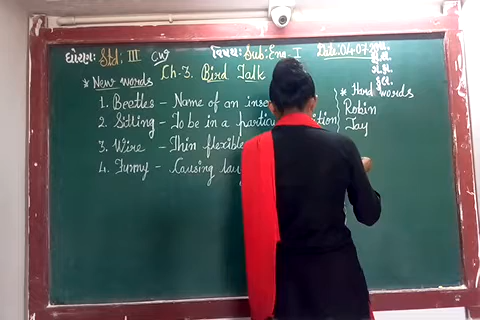 ધોરણ: Std: III CW વિષય: Sub: Eng-I Date: 04.07
Ch-3. Bird Talk
* New words
1. Beetles - Name of an inse
2. Sitting - To be in a particu ition
3. Wire - Thin flexible
4. Funny - Causing lau
* Hard words
Robin
Jay